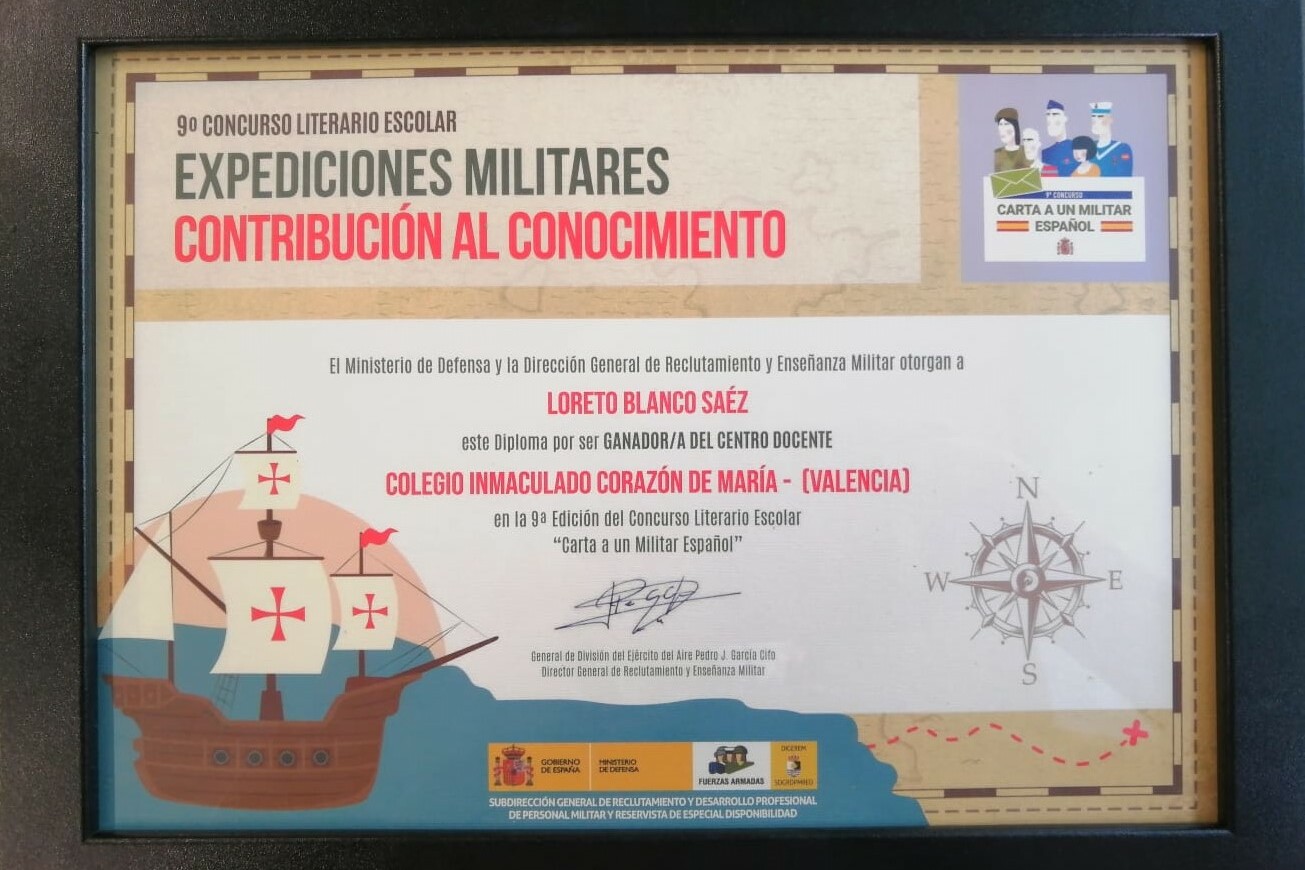 9º CONCURSO LITERARIO ESCOLAR
EXPEDICIONES MILITARES
CONTRIBUCIÓN AL CONOCIMIENTO
9º CONCURSO
CARTA A UN MILITAR
ESPAÑOL
El Ministerio de Defensa y la Dirección General de Reclutamiento y Enseñanza Militar otorgan a
LORETO BLANCO SAÉZ
este Diploma por ser GANADOR/A DEL CENTRO DOCENTE
COLEGIO INMACULADO CORAZÓN DE MARÍA - (VALENCIA)
en la 9ª Edición del Concurso Literario Escolar
“Carta a un Militar Español”
N
W
E
S
General de División del Ejército del Aire Pedro J. García Cifo
Director General de Reclutamiento y Enseñanza Militar
GOBIERNO
DE ESPAÑA
MINISTERIO
DE DEFENSA
FUERZAS ARMADAS
DIGEREM
SDGRDPMRED
SUBDIRECCIÓN GENERAL DE RECLUTAMIENTO Y DESARROLLO PROFESIONAL
DE PERSONAL MILITAR Y RESERVISTA DE ESPECIAL DISPONIBILIDAD